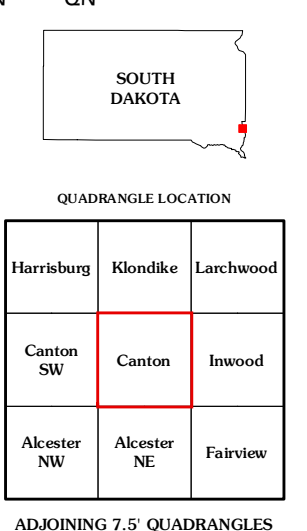 QN
SOUTH
DAKOTA
QUADRANGLE LOCATION
Harrisburg Klondike Larchwood
Canton
SW
Canton
Inwood
Alcester
NW
Alcester
NE
Fairview
ADJOINING 7.5' QUADRANGLES